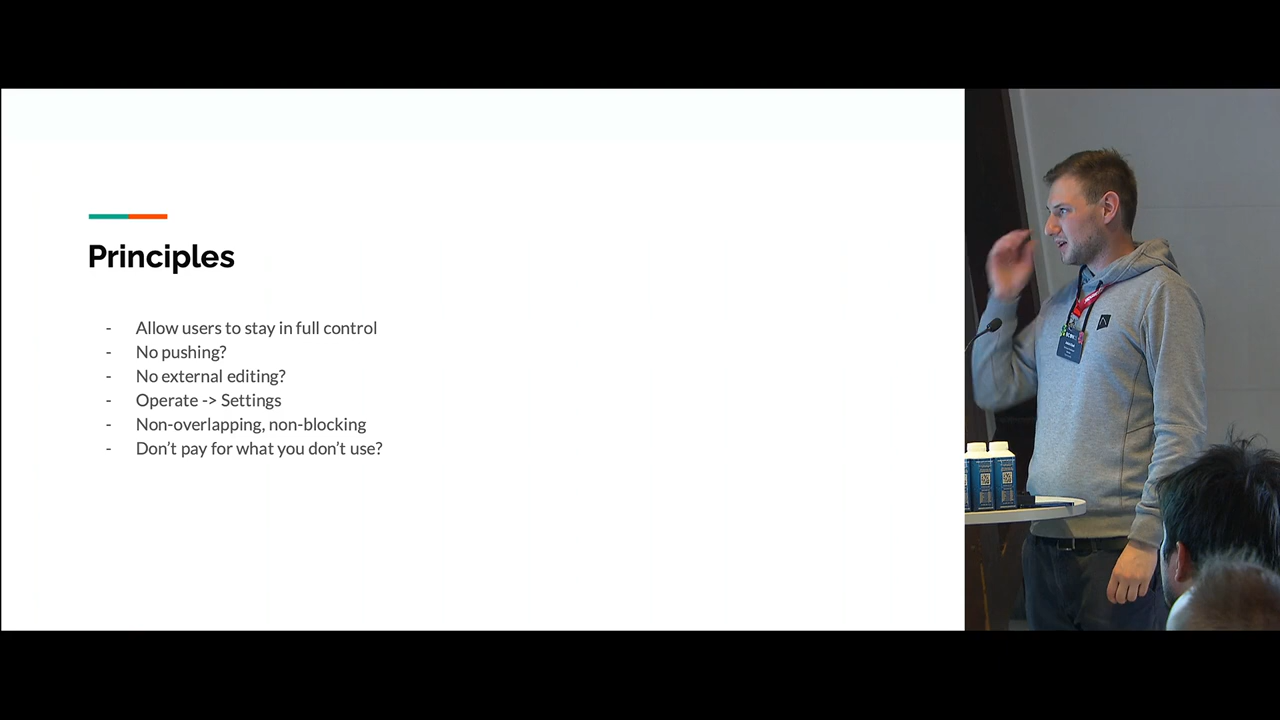 Principles
- Allow users to stay in full control
- No pushing?
- No external editing?
- Operate -> Settings
- Non-overlapping, non-blocking
- Don’t pay for what you don’t use?